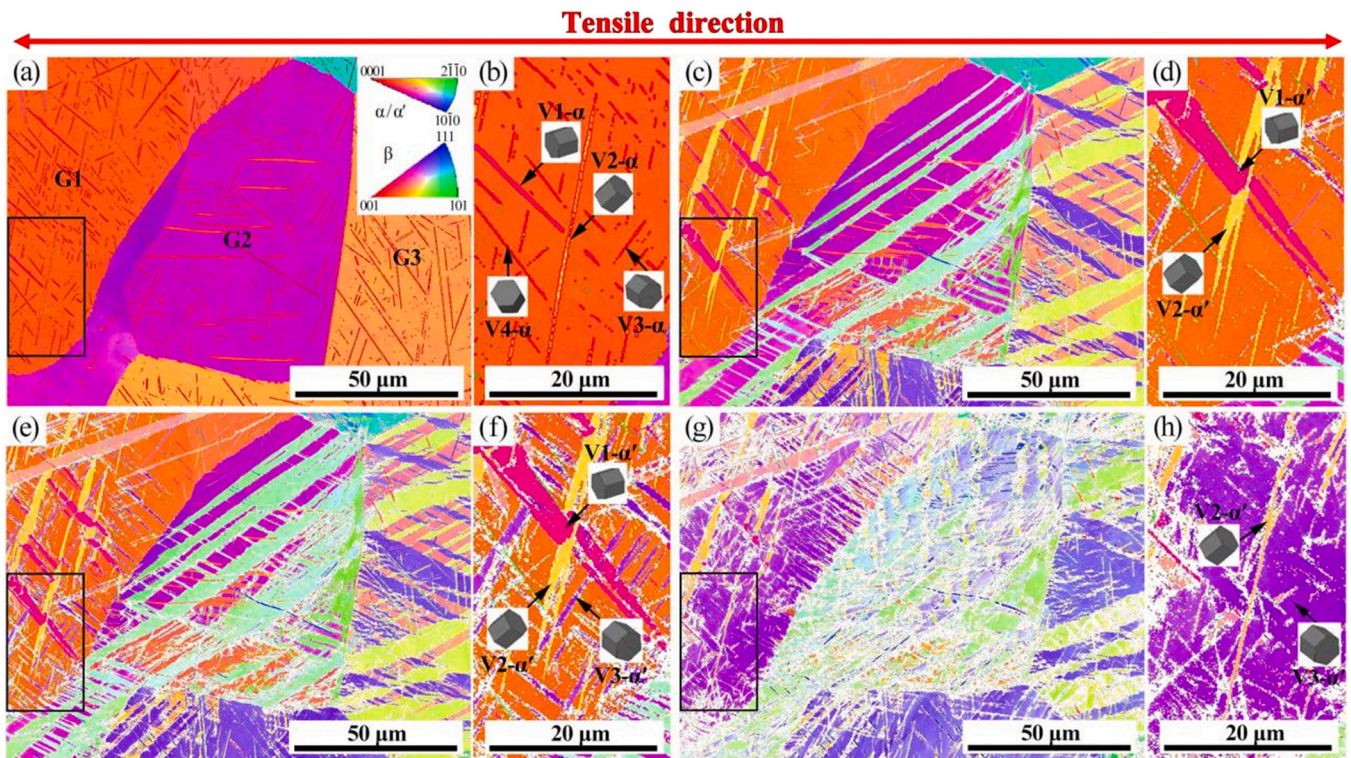 Tensile direction
(a)
G1
G2
G3
0001
2110
α/α′
1010
111
β
001
101
50 μm
(b)
V1-α
V2-α
V4-α
V3-α
20 μm
(c)
50 μm
(d)
V1-α′
V2-α′
20 μm
(e)
50 μm
(f)
V1-α′
V2-α′
V3-α′
20 μm
(g)
50 μm
(h)
V2-α′
V3-α′
20 μm